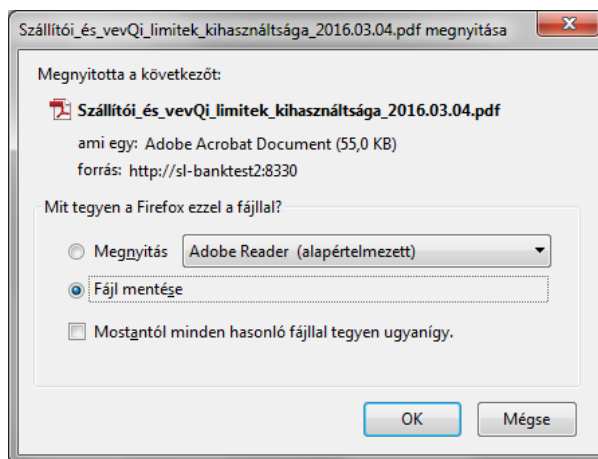 Szállítói_és_vevQi_limitek_kihasználtsága_2016.03.04.pdf megnyitása
Megnyitotta a következőt:
Szállítói_és_vevQi_limitek_kihasználtsága_2016.03.04.pdf
ami egy: Adobe Acrobat Document (55,0 KB)
forrás: http://sl-banktest2:8330
Mit tegyen a Firefox ezzel a fájllal?
Megnyitás Adobe Reader (alapértelmezett)
Fájl mentése
Mostantól minden hasonló fájllal tegyen ugyanígy.
OK Mégse